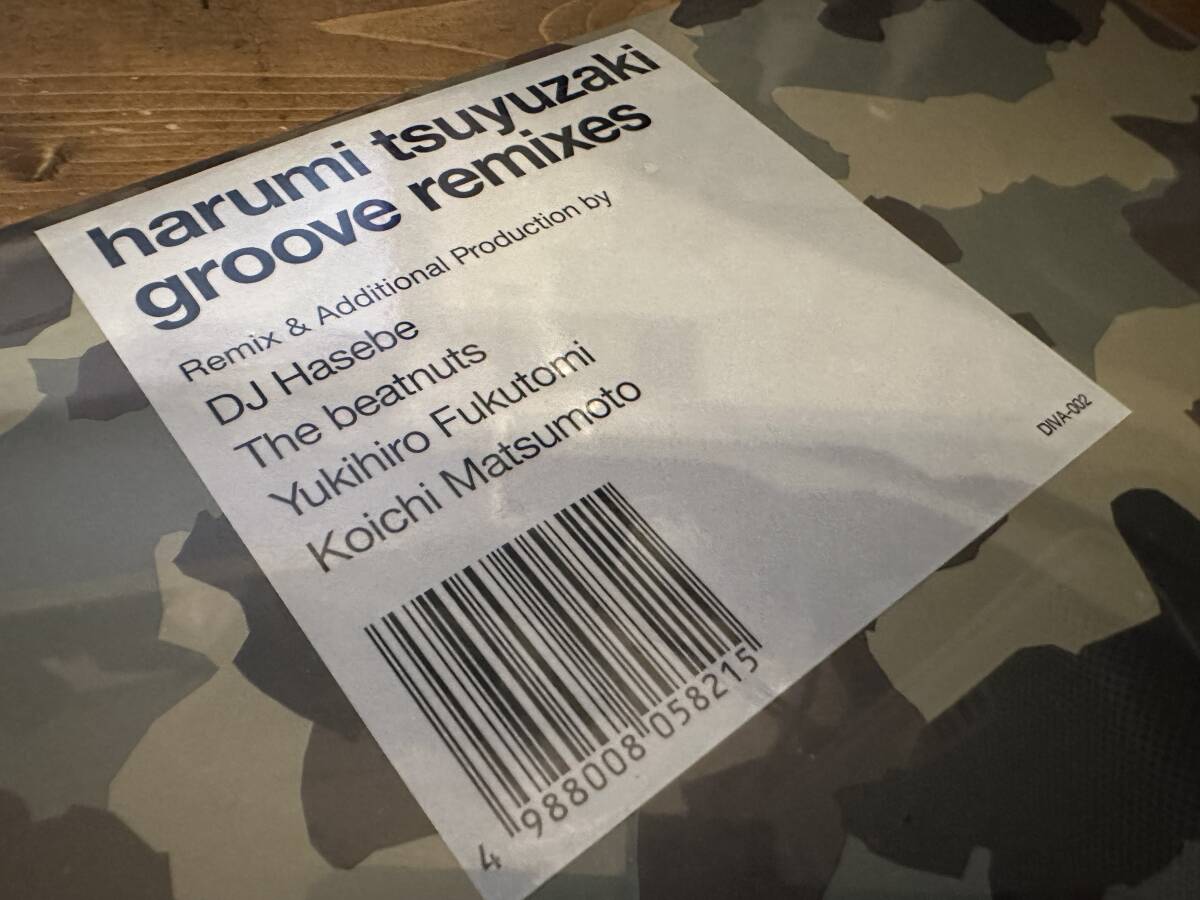 harumi tsuyuzaki
groove remixes
Remix & Additional Production by
DJ Hasebe
The beatnuts
Yukihiro Fukutomi
Koichi Matsumoto
DIVA-002
4 988008 058215